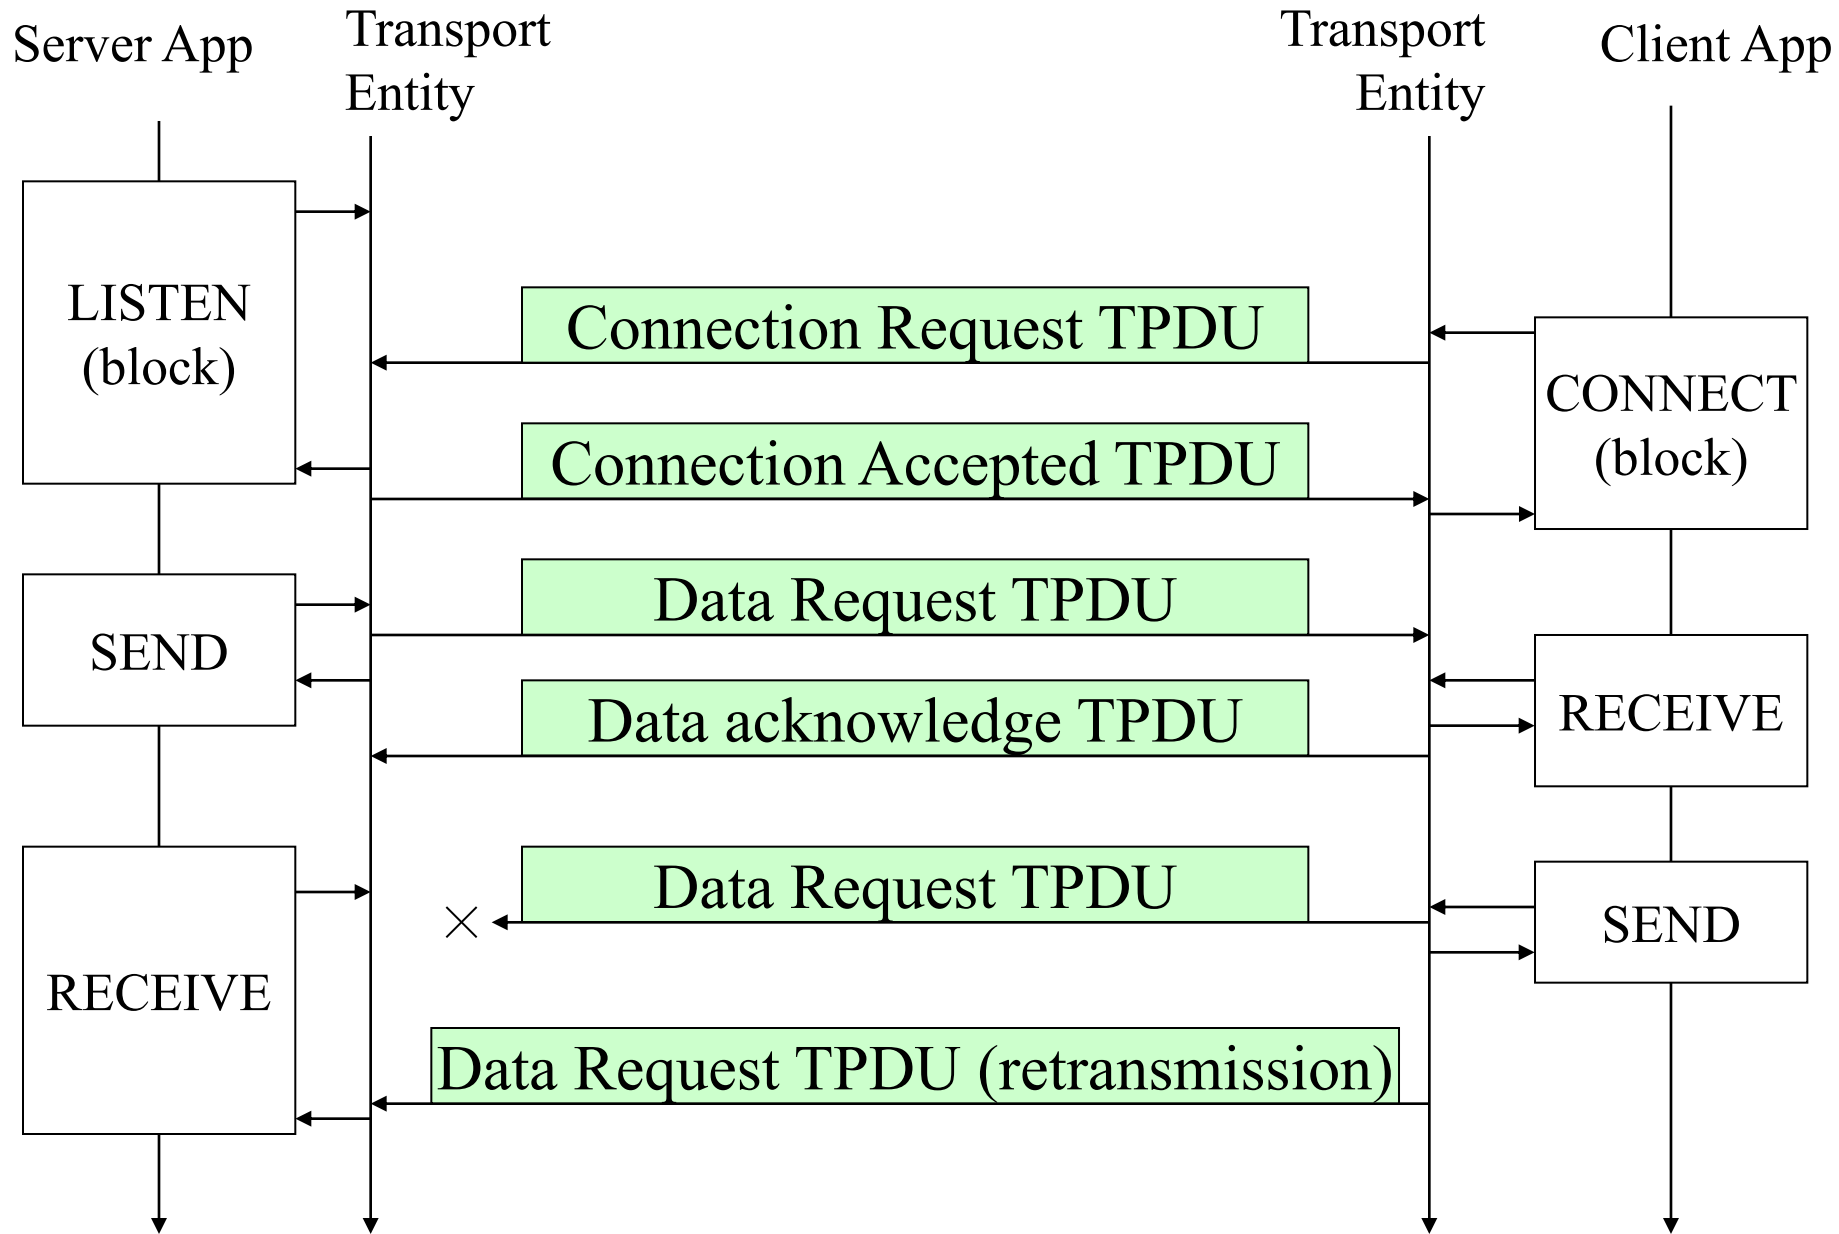 Server App
Transport
Entity
Transport
Entity
Client App
LISTEN
(block)
Connection Request TPDU
CONNECT
(block)
Connection Accepted TPDU
Data Request TPDU
SEND
RECEIVE
Data acknowledge TPDU
Data Request TPDU
SEND
RECEIVE
Data Request TPDU (retransmission)